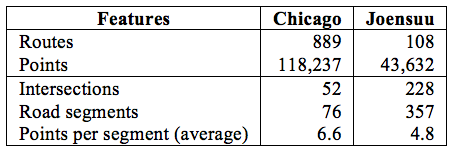 Features Chicago Joensuu
Routes 889 108
Points 118,237 43,632
Intersections 52 228
Road segments 76 357
Points per segment (average) 6.6 4.8